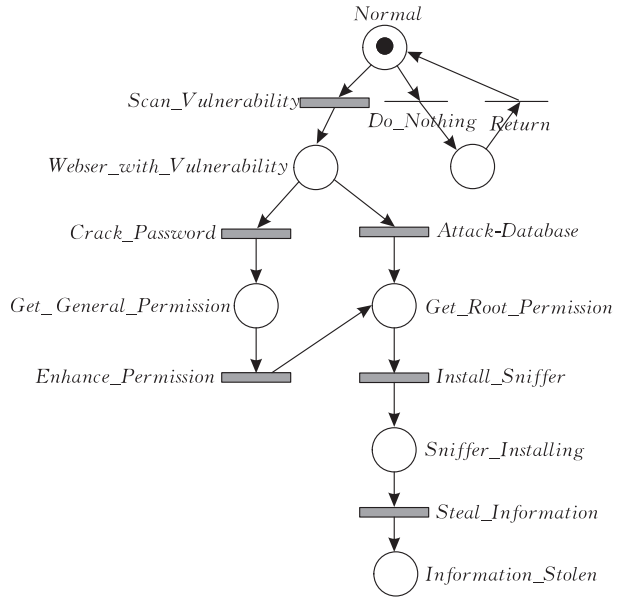 Normal
Scan_Vulnerability
Do_Nothing
Return
Webser_with_Vulnerability
Crack_Password
Attack-Database
Get_General_Permission
Get_Root_Permission
Enhance_Permission
Install_Sniffer
Sniffer_Installing
Steal_Information
Information_Stolen